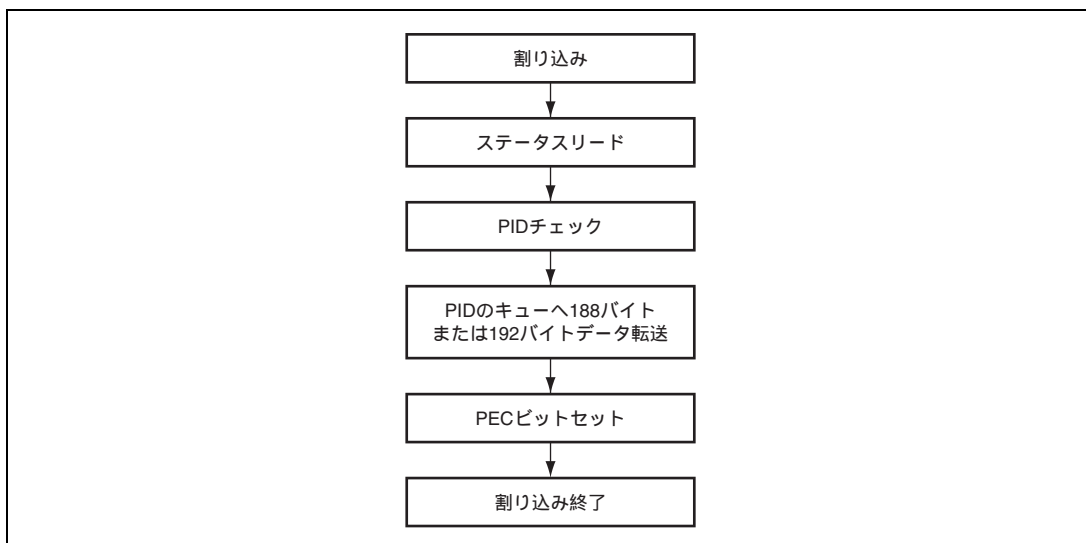 割り込み
ステータスリード
PIDチェック
PIDのキューへ188バイト
または192バイトデータ転送
PECビットセット
割り込み終了